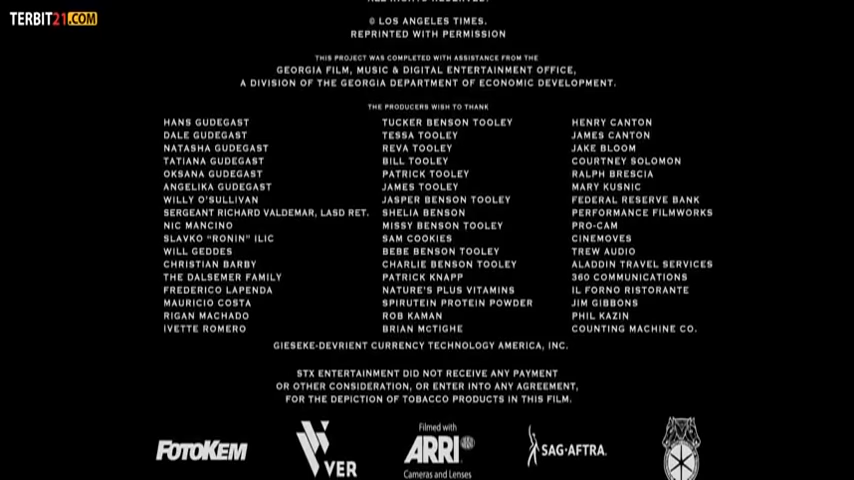 TERBIT21.COM
ALL RIGHTS RESERVED.
© LOS ANGELES TIMES.
REPRINTED WITH PERMISSION
THIS PROJECT WAS COMPLETED WITH ASSISTANCE FROM THE
GEORGIA FILM, MUSIC & DIGITAL ENTERTAINMENT OFFICE,
A DIVISION OF THE GEORGIA DEPARTMENT OF ECONOMIC DEVELOPMENT.
THE PRODUCERS WISH TO THANK
HANS GUDEGAST
DALE GUDEGAST
NATASHA GUDEGAST
TATIANA GUDEGAST
OKSANA GUDEGAST
ANGELIKA GUDEGAST
WILLY O'SULLIVAN
SERGEANT RICHARD VALDEMAR, LASD RET.
NIC MANCINO
SLAVKO "RONIN" ILIC
WILL GEDDES
CHRISTIAN BARBY
THE DALSEMER FAMILY
FREDERICO LAPENDA
MAURICIO COSTA
RIGAN MACHADO
IVETTE ROMERO
TUCKER BENSON TOOLEY
TESSA TOOLEY
REVA TOOLEY
BILL TOOLEY
PATRICK TOOLEY
JAMES TOOLEY
JASPER BENSON TOOLEY
SHELIA BENSON
MISSY BENSON TOOLEY
SAM COOKIES
BEBE BENSON TOOLEY
CHARLIE BENSON TOOLEY
PATRICK KNAPP
NATURE'S PLUS VITAMINS
SPIRUTEIN PROTEIN POWDER
ROB KAMAN
BRIAN MCTIGHE
HENRY CANTON
JAMES CANTON
JAKE BLOOM
COURTNEY SOLOMON
RALPH BRESCIA
MARY KUSNIC
FEDERAL RESERVE BANK
PERFORMANCE FILMWORKS
PRO-CAM
CINEMOVES
TREW AUDIO
ALADDIN TRAVEL SERVICES
360 COMMUNICATIONS
IL FORNO RISTORANTE
JIM GIBBONS
PHIL KAZIN
COUNTING MACHINE CO.
GIESEKE-DEVRIENT CURRENCY TECHNOLOGY AMERICA, INC.
STX ENTERTAINMENT DID NOT RECEIVE ANY PAYMENT
OR OTHER CONSIDERATION, OR ENTER INTO ANY AGREEMENT,
FOR THE DEPICTION OF TOBACCO PRODUCTS IN THIS FILM.
FOTOKEM
VER
Filmed with
ARRI
Cameras and Lenses
SAG·AFTRA